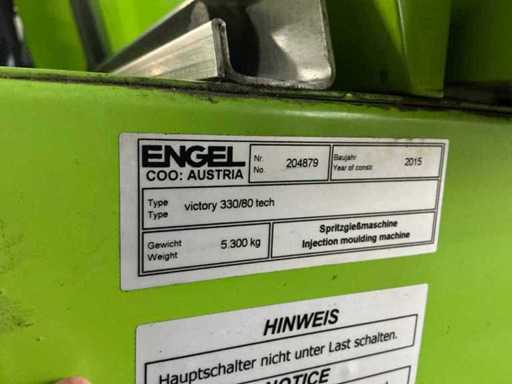 ENGEL
COO: AUSTRIA
Nr.
No.
204879
Baujahr
Year of constr.
2015
Type
Type
victory 330/80 tech
Gewicht
Weight
5.300 kg
Spritzgießmaschine
Injection moulding machine
HINWEIS
Hauptschalter nicht unter Last schalten.
NOTICE